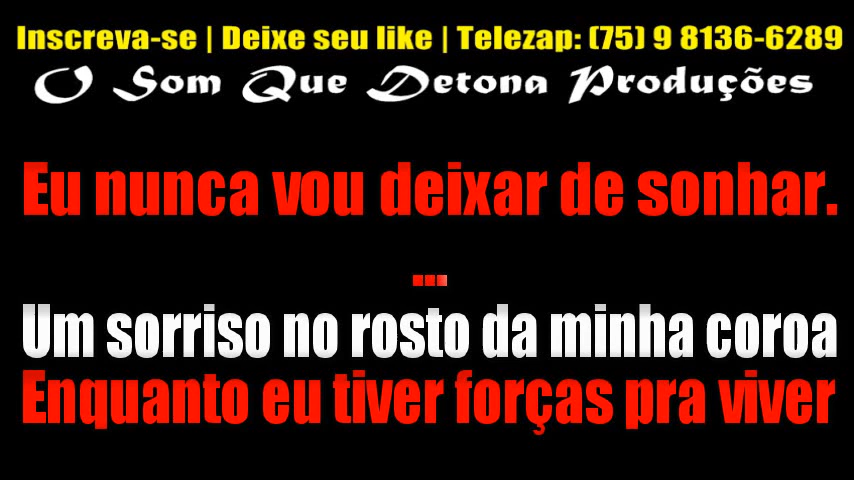 Inscreva-se | Deixe seu like | Telezap: (75) 9 8136-6289
O Som Que Detona Produções
Eu nunca vou deixar de sonhar.
...
Um sorriso no rosto da minha coroa
Enquanto eu tiver forças pra viver